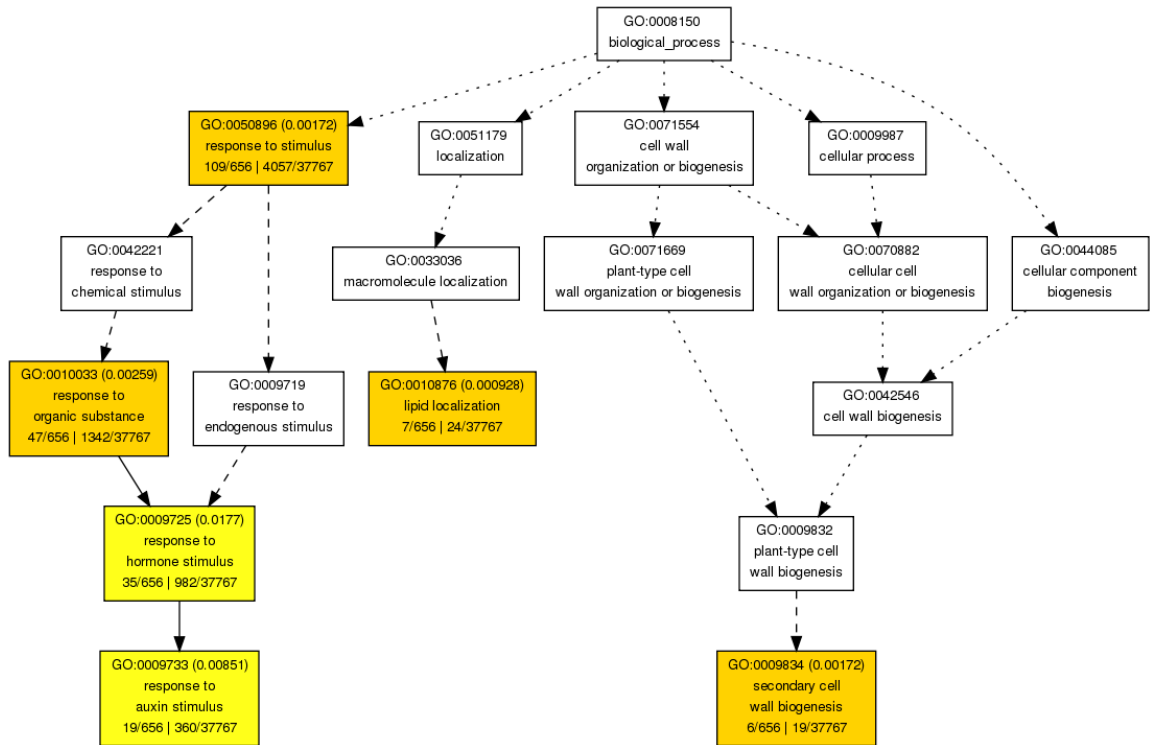 GO:0008150
biological_process
GO:0050896 (0.00172)
response to stimulus
109/656 | 4057/37767
GO:0051179
localization
GO:0071554
cell wall
organization or biogenesis
GO:0009987
cellular process
GO:0042221
response to
chemical stimulus
GO:0033036
macromolecule localization
GO:0071669
plant-type cell
wall organization or biogenesis
GO:0070882
cellular cell
wall organization or biogenesis
GO:0044085
cellular component
biogenesis
GO:0010033 (0.00259)
response to
organic substance
47/656 | 1342/37767
GO:0009719
response to
endogenous stimulus
GO:0010876 (0.000928)
lipid localization
7/656 | 24/37767
GO:0042546
cell wall biogenesis
GO:0009725 (0.0177)
response to
hormone stimulus
35/656 | 982/37767
GO:0009832
plant-type cell
wall biogenesis
GO:0009733 (0.00851)
response to
auxin stimulus
19/656 | 360/37767
GO:0009834 (0.00172)
secondary cell
wall biogenesis
6/656 | 19/37767